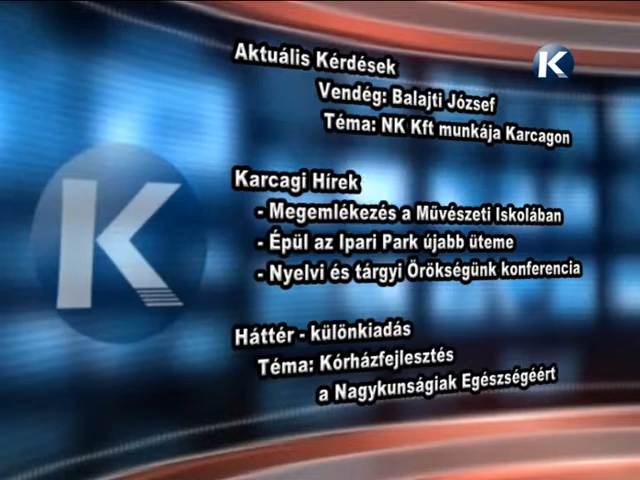 Aktuális Kérdések
K
Vendég: Balajti József
Téma: NK Kft munkája Karcagon
Karcagi Hírek
- Megemlékezés a Művészeti Iskolában
- Épül az Ipari Park újabb üteme
- Nyelvi és tárgyi Örökségünk konferencia
K
Háttér - különkiadás
Téma: Kórházfejlesztés
a Nagykunságiak Egészségéért